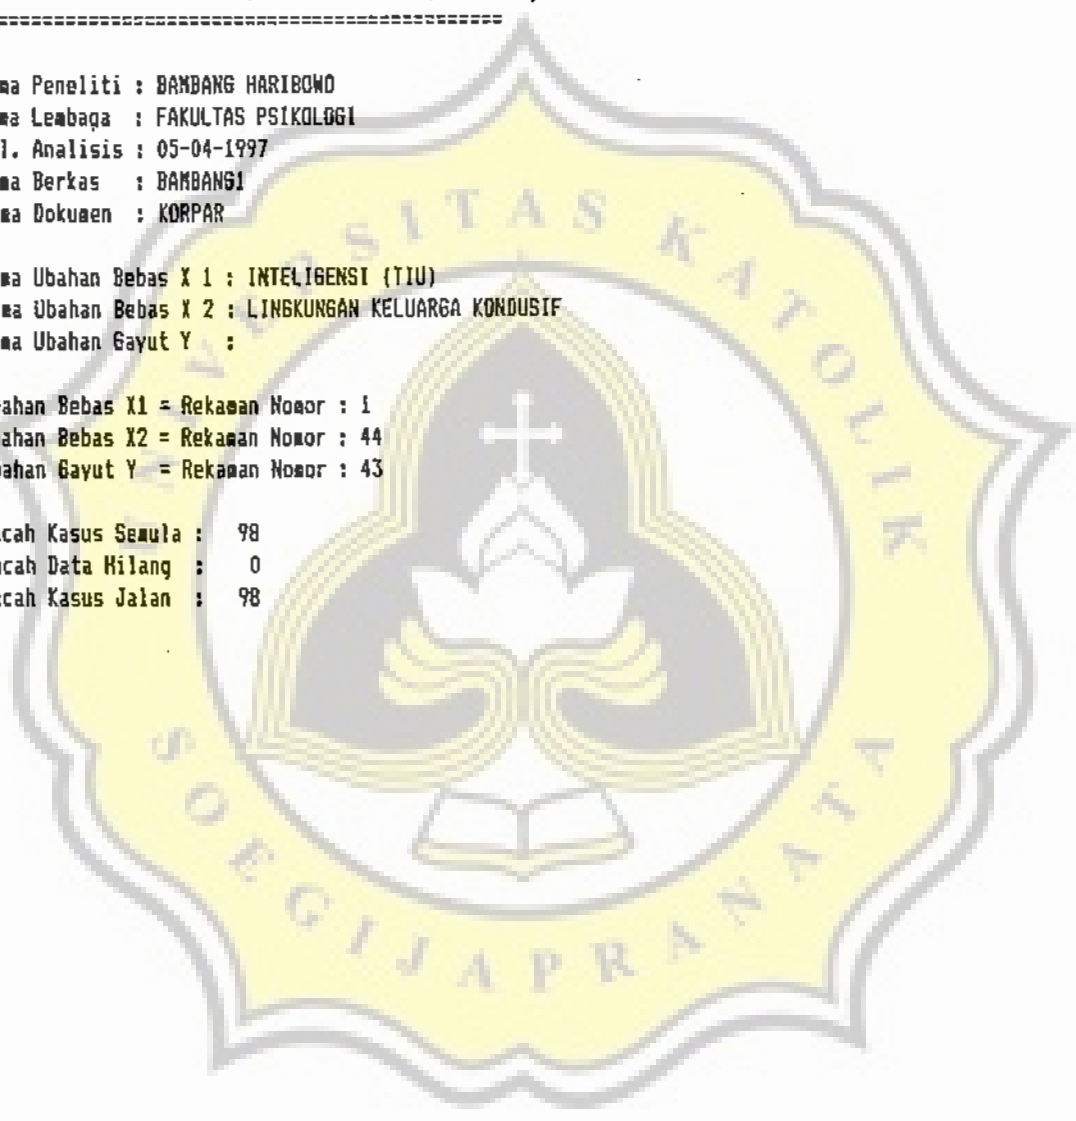 =================================================
ma Peneliti : BAMBANG HARIBOWO
ma Lembaga : FAKULTAS PSIKOLOGI
l. Analisis : 05-04-1997
ma Berkas : BAMBANG1
ma Dokumen : KORPAR
ma Ubahan Bebas X 1 : INTELIGENSI (TIU)
ma Ubahan Bebas X 2 : LINGKUNGAN KELUARGA KONDUSIF
ma Ubahan Gayut Y :
ahan Bebas X1 = Rekaman Nomor : 1
ahan Bebas X2 = Rekaman Nomor : 44
ahan Gayut Y = Rekaman Nomor : 43
cah Kasus Semula : 98
cah Data Hilang : 0
cah Kasus Jalan : 98
UNIVERSITAS KATOLIK
SOEGIJAPRANATA